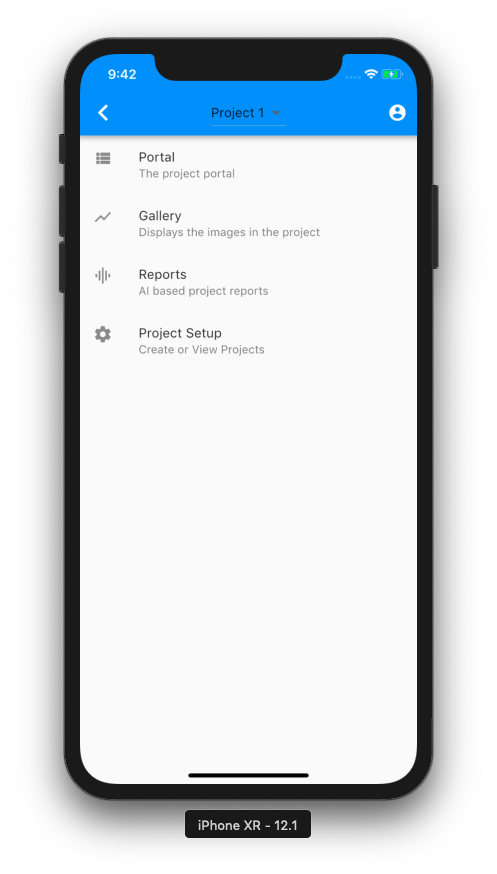 9:42
Project 1
Portal
The project portal
Gallery
Displays the images in the project
Reports
AI based project reports
Project Setup
Create or View Projects
iPhone XR - 12.1